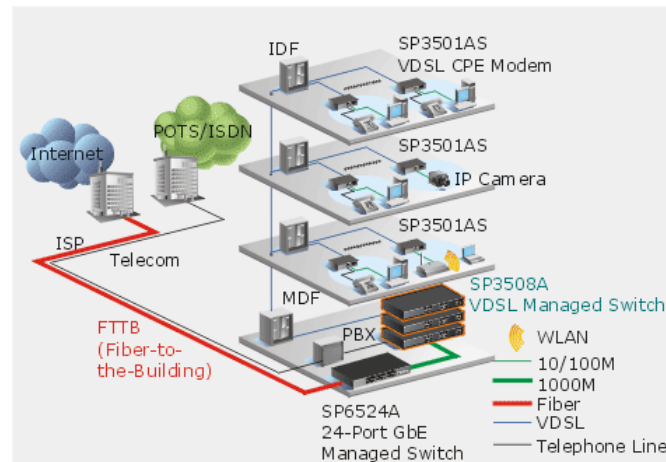 IDF
SP3501AS
VDSL CPE Modem
POTS/ISDN
Internet
SP3501AS
IP Camera
ISP
Telecom
SP3501AS
MDF
SP3508A
VDSL Managed Switch
PBX
FTTB
(Fiber-to-
the-Building)
WLAN
10/100M
1000M
Fiber
VDSL
Telephone Line
SP6524A
24-Port GbE
Managed Switch